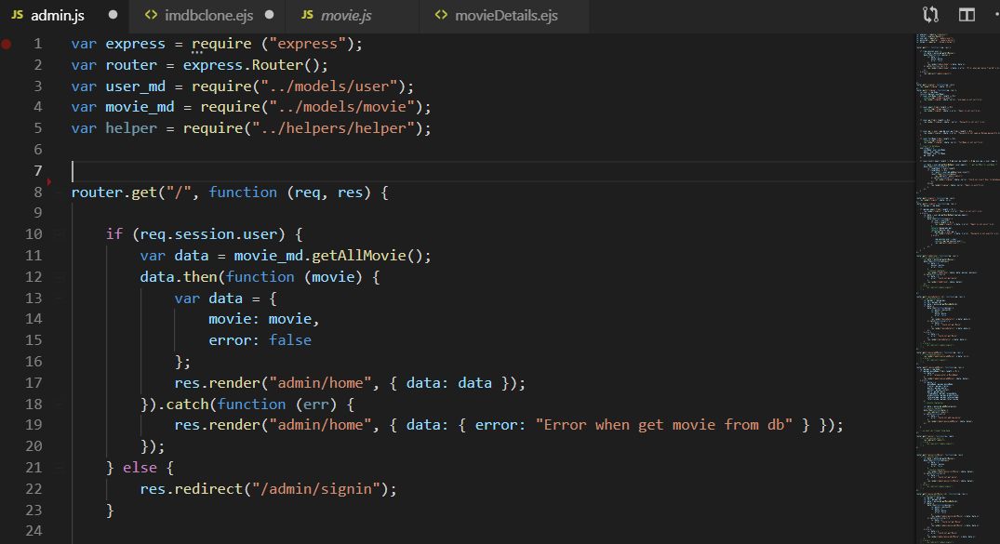 JS admin.js ● <> imdbclone.ejs ● JS movie.js <> movieDetails.ejs
1 var express = require ("express");
2 var router = express.Router();
3 var user_md = require("../models/user");
4 var movie_md = require("../models/movie");
5 var helper = require("../helpers/helper");
6
7
8 router.get("/", function (req, res) {
9
10 if (req.session.user) {
11 var data = movie_md.getAllMovie();
12 data.then(function (movie) {
13 var data = {
14 movie: movie,
15 error: false
16 };
17 res.render("admin/home", { data: data });
18 }).catch(function (err) {
19 res.render("admin/home", { data: { error: "Error when get movie from db" } });
20 });
21 } else {
22 res.redirect("/admin/signin");
23 }
24